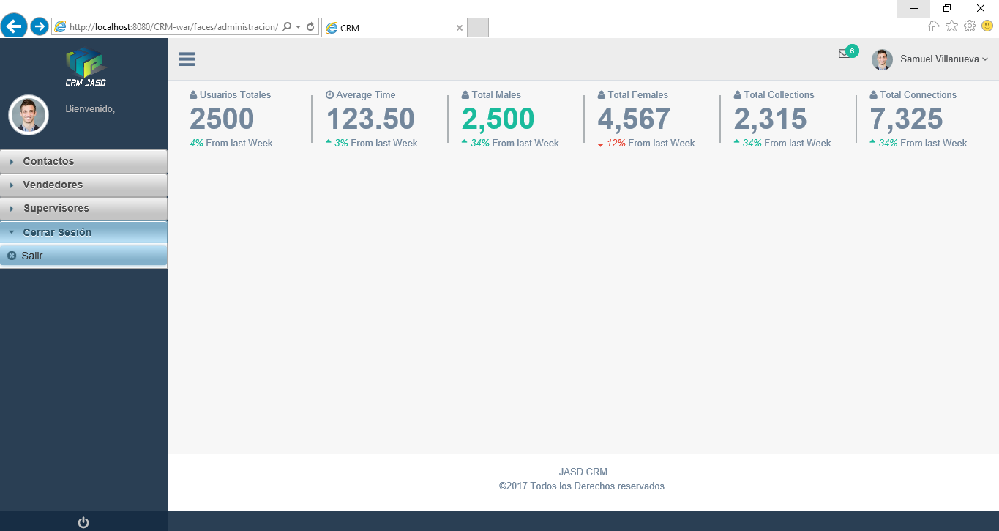 http://localhost:8080/CRM-war/faces/administracion/
CRM
CRM JASD
Bienvenido,
Contactos
Vendedores
Supervisores
Cerrar Sesión
Salir
6
Samuel Villanueva
Usuarios Totales
2500
4% From last Week
Average Time
123.50
3% From last Week
Total Males
2,500
34% From last Week
Total Females
4,567
12% From last Week
Total Collections
2,315
34% From last Week
Total Connections
7,325
34% From last Week
JASD CRM
©2017 Todos los Derechos reservados.